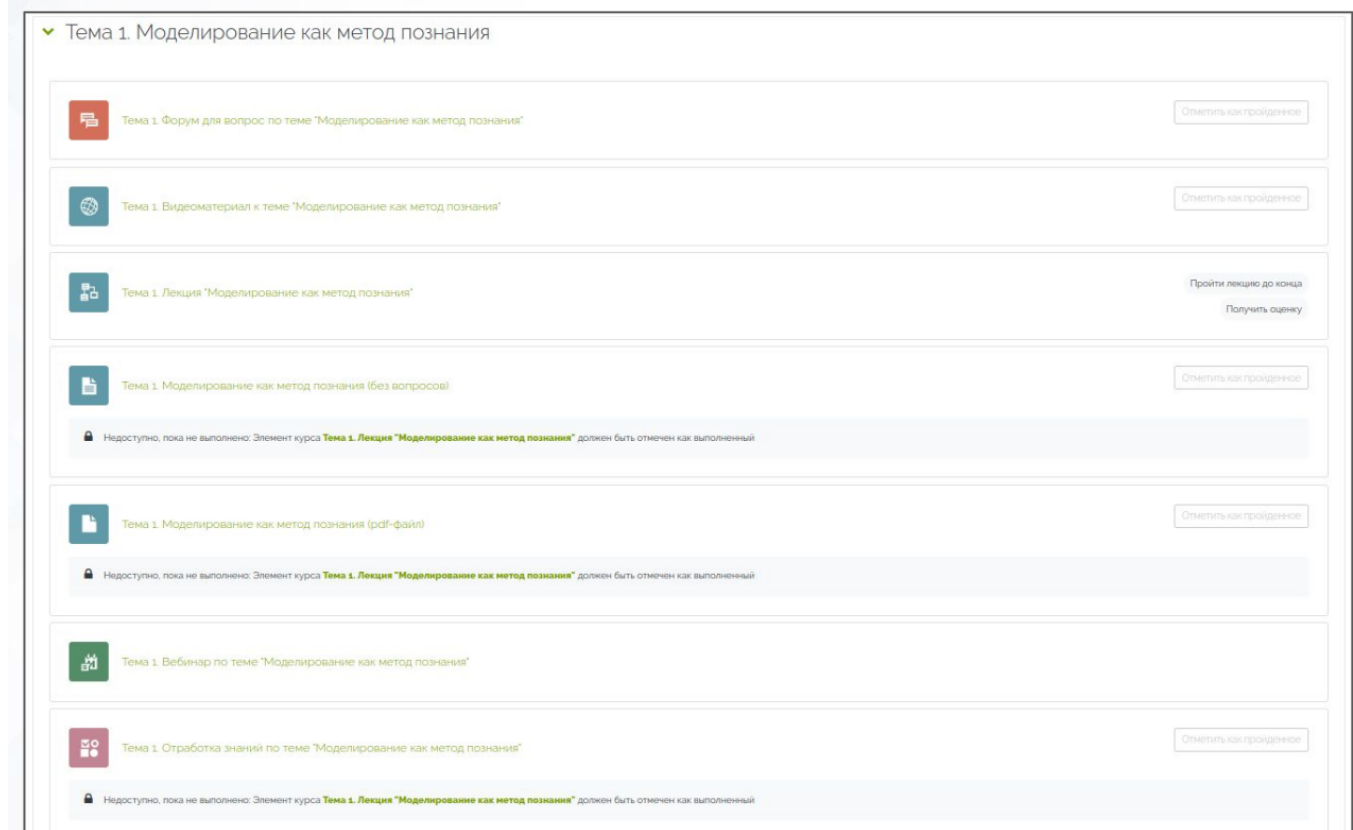 Тема 1. Моделирование как метод познания
Тема 1. Форум для вопрос по теме "Моделирование как метод познания"
Отметить как пройденное
Тема 1. Видеоматериал к теме "Моделирование как метод познания"
Отметить как пройденное
Тема 1. Лекция "Моделирование как метод познания"
Пройти лекцию до конца
Получить оценку
Тема 1. Моделирование как метод познания (без вопросов)
Отметить как пройденное
Недоступно, пока не выполнено: Элемент курса Тема 1. Лекция "Моделирование как метод познания" должен быть отмечен как выполненный
Тема 1. Моделирование как метод познания (pdf-файл)
Отметить как пройденное
Недоступно, пока не выполнено: Элемент курса Тема 1. Лекция "Моделирование как метод познания" должен быть отмечен как выполненный
Тема 1. Вебинар по теме "Моделирование как метод познания"
Тема 1. Отработка знаний по теме "Моделирование как метод познания"
Отметить как пройденное
Недоступно, пока не выполнено: Элемент курса Тема 1. Лекция "Моделирование как метод познания" должен быть отмечен как выполненный